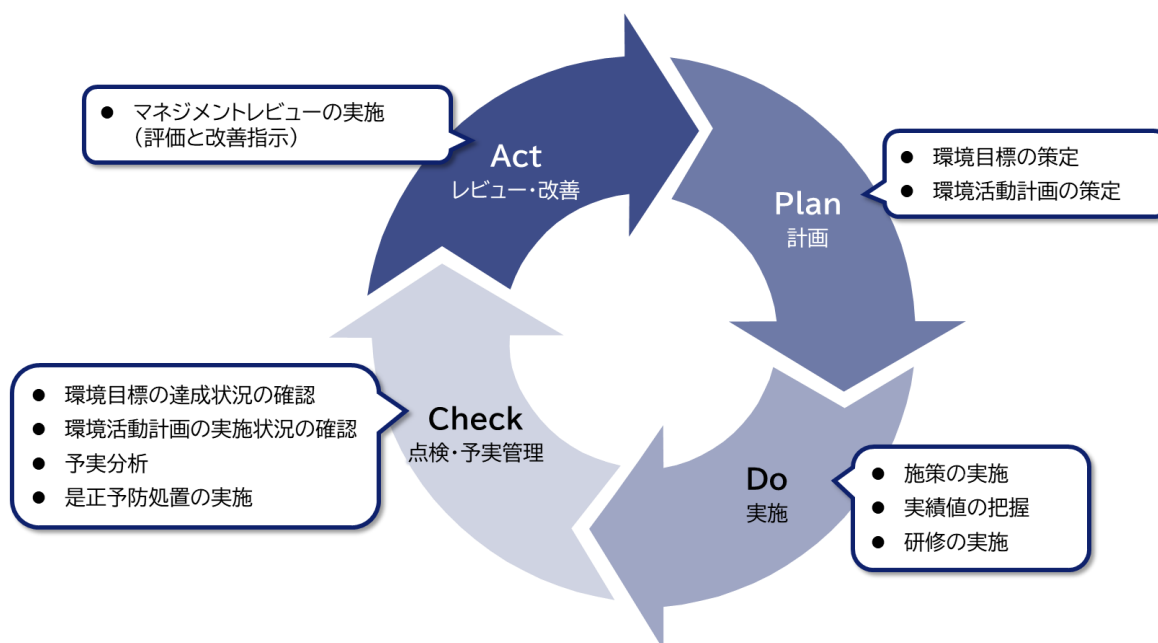 ● マネジメントレビューの実施
（評価と改善指示）
Act
レビュー・改善
Plan
計画
● 環境目標の策定
● 環境活動計画の策定
● 環境目標の達成状況の確認
● 環境活動計画の実施状況の確認
● 予実分析
● 是正予防処置の実施
Check
点検・予実管理
Do
実施
● 施策の実施
● 実績値の把握
● 研修の実施